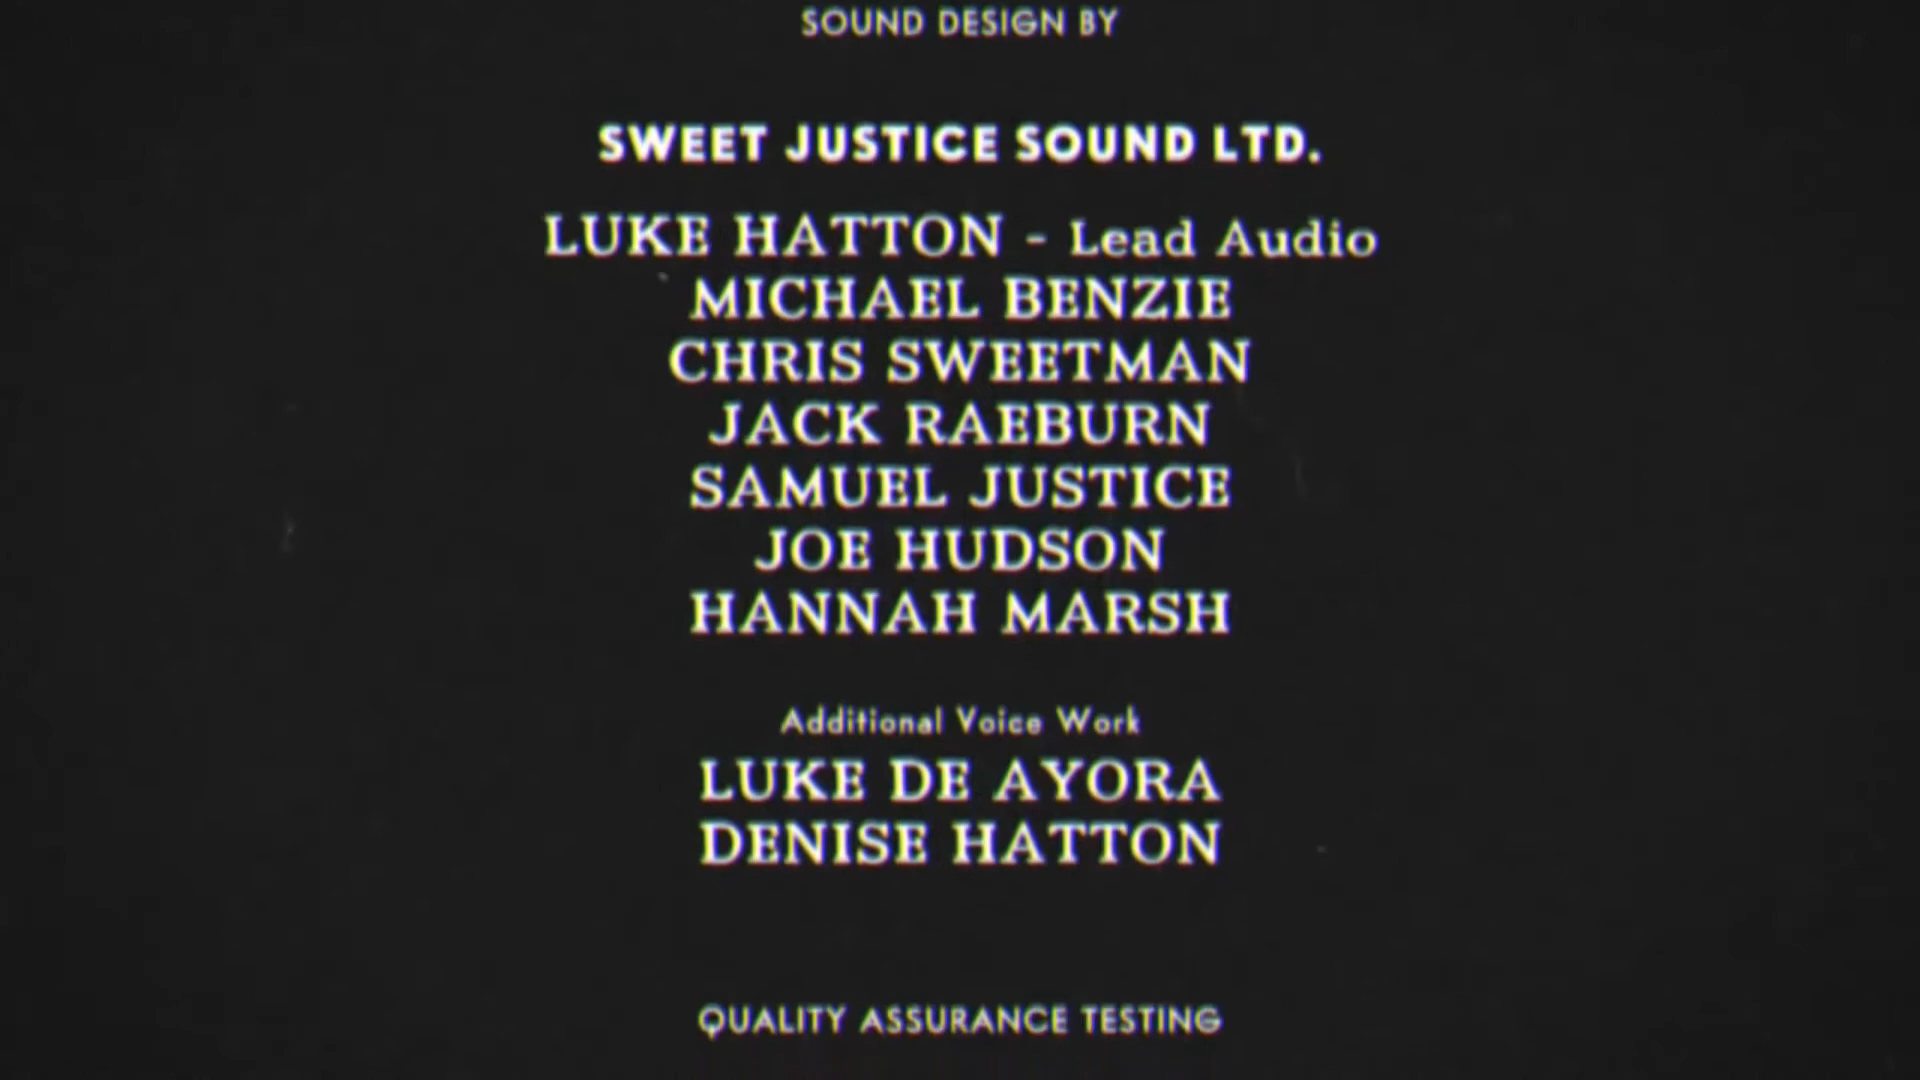 SOUND DESIGN BY
SWEET JUSTICE SOUND LTD.
LUKE HATTON - Lead Audio
MICHAEL BENZIE
CHRIS SWEETMAN
JACK RAEBURN
SAMUEL JUSTICE
JOE HUDSON
HANNAH MARSH
Additional Voice Work
LUKE DE AYORA
DENISE HATTON
QUALITY ASSURANCE TESTING